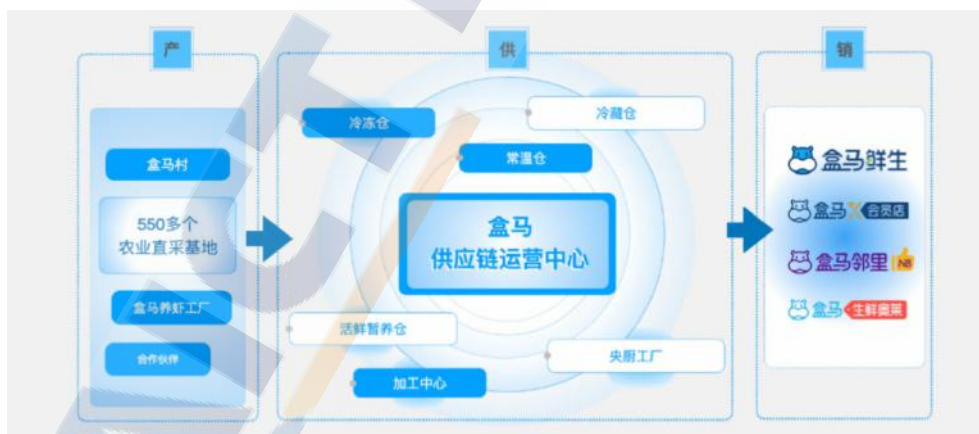 产
供
销
盒马村
550多个
农业直采基地
盒马养虾工厂
合作伙伴
冷冻仓
冷藏仓
常温仓
盒马
供应链运营中心
活鲜暂养仓
央厨工厂
加工中心
盒马鲜生
盒马X会员店
盒马邻里 NB
盒马生鲜奥莱